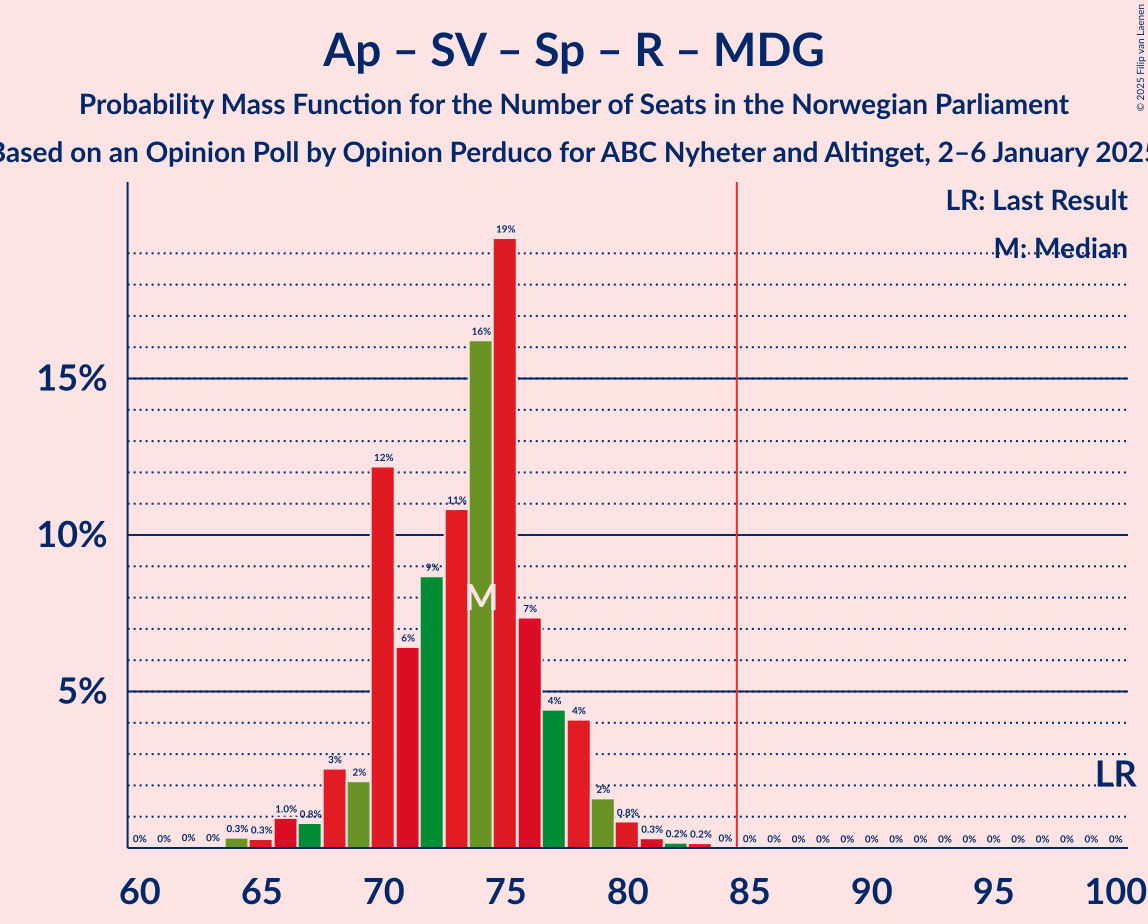 Ap – SV – Sp – R – MDG
Probability Mass Function for the Number of Seats in the Norwegian Parliament
Based on an Opinion Poll by Opinion Perduco for ABC Nyheter and Altinget, 2–6 January 2025
© 2025 Filip van Laenen
LR: Last Result
M: Median
15%
10%
5%
0% 0% 0% 0% 0.3% 0.3% 1.0% 0.8% 3% 2% 12% 6% 9% 11% 16% 19% 7% 4% 4% 2% 0.8% 0.3% 0.2% 0.2% 0% 0% 0% 0% 0% 0% 0% 0% 0% 0% 0% 0% 0% 0% 0% 0% 0%
M
LR
60 65 70 75 80 85 90 95 100